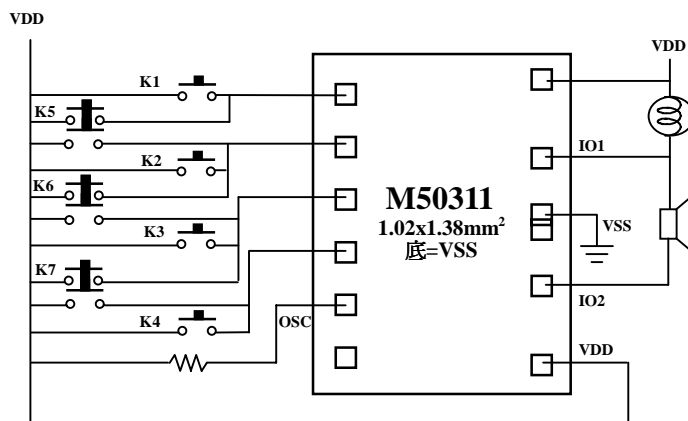 VDD
K1
K5
K2
K6
K3
K7
K4
OSC
M50311
1.02x1.38mm²
底=VSS
VDD
IO1
VSS
IO2
VDD